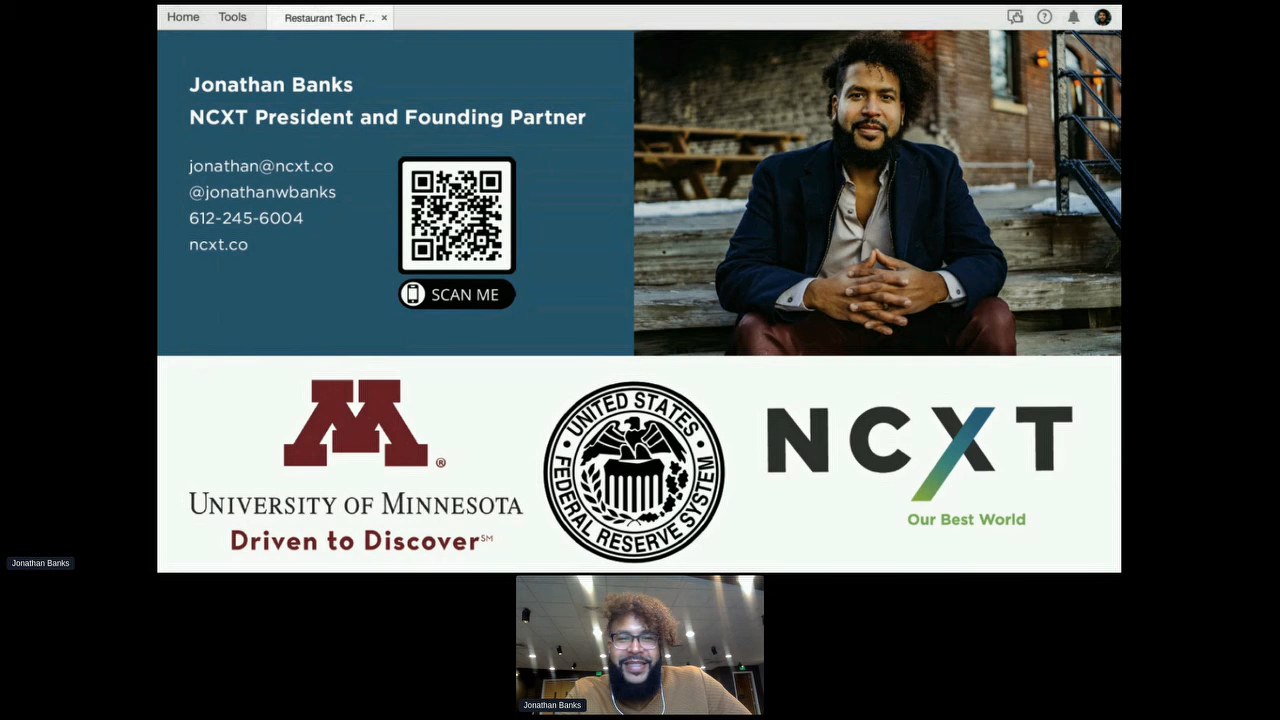 Home Tools Restaurant Tech F... ×
Jonathan Banks
NCXT President and Founding Partner
jonathan@ncxt.co
@jonathanwbanks
612-245-6004
ncxt.co
SCAN ME
M®
UNIVERSITY OF MINNESOTA
Driven to Discover℠
UNITED STATES
FEDERAL RESERVE SYSTEM
NCXT
Our Best World
Jonathan Banks
Jonathan Banks